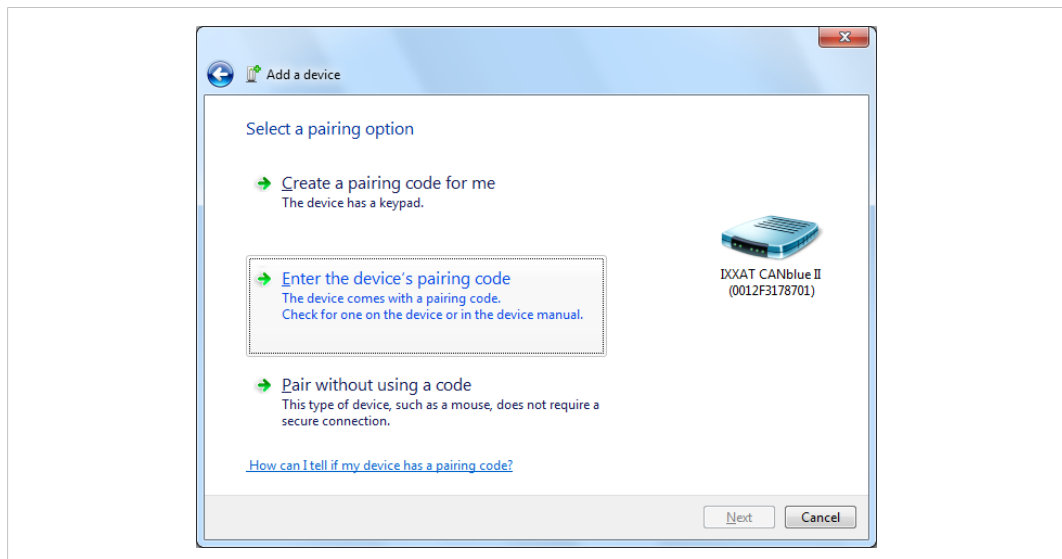 Add a device
Select a pairing option
Create a pairing code for me
The device has a keypad.
Enter the device's pairing code
The device comes with a pairing code.
Check for one on the device or in the device manual.
Pair without using a code
This type of device, such as a mouse, does not require a
secure connection.
How can I tell if my device has a pairing code?
IXXAT CANblue II
(0012F3178701)
Next
Cancel